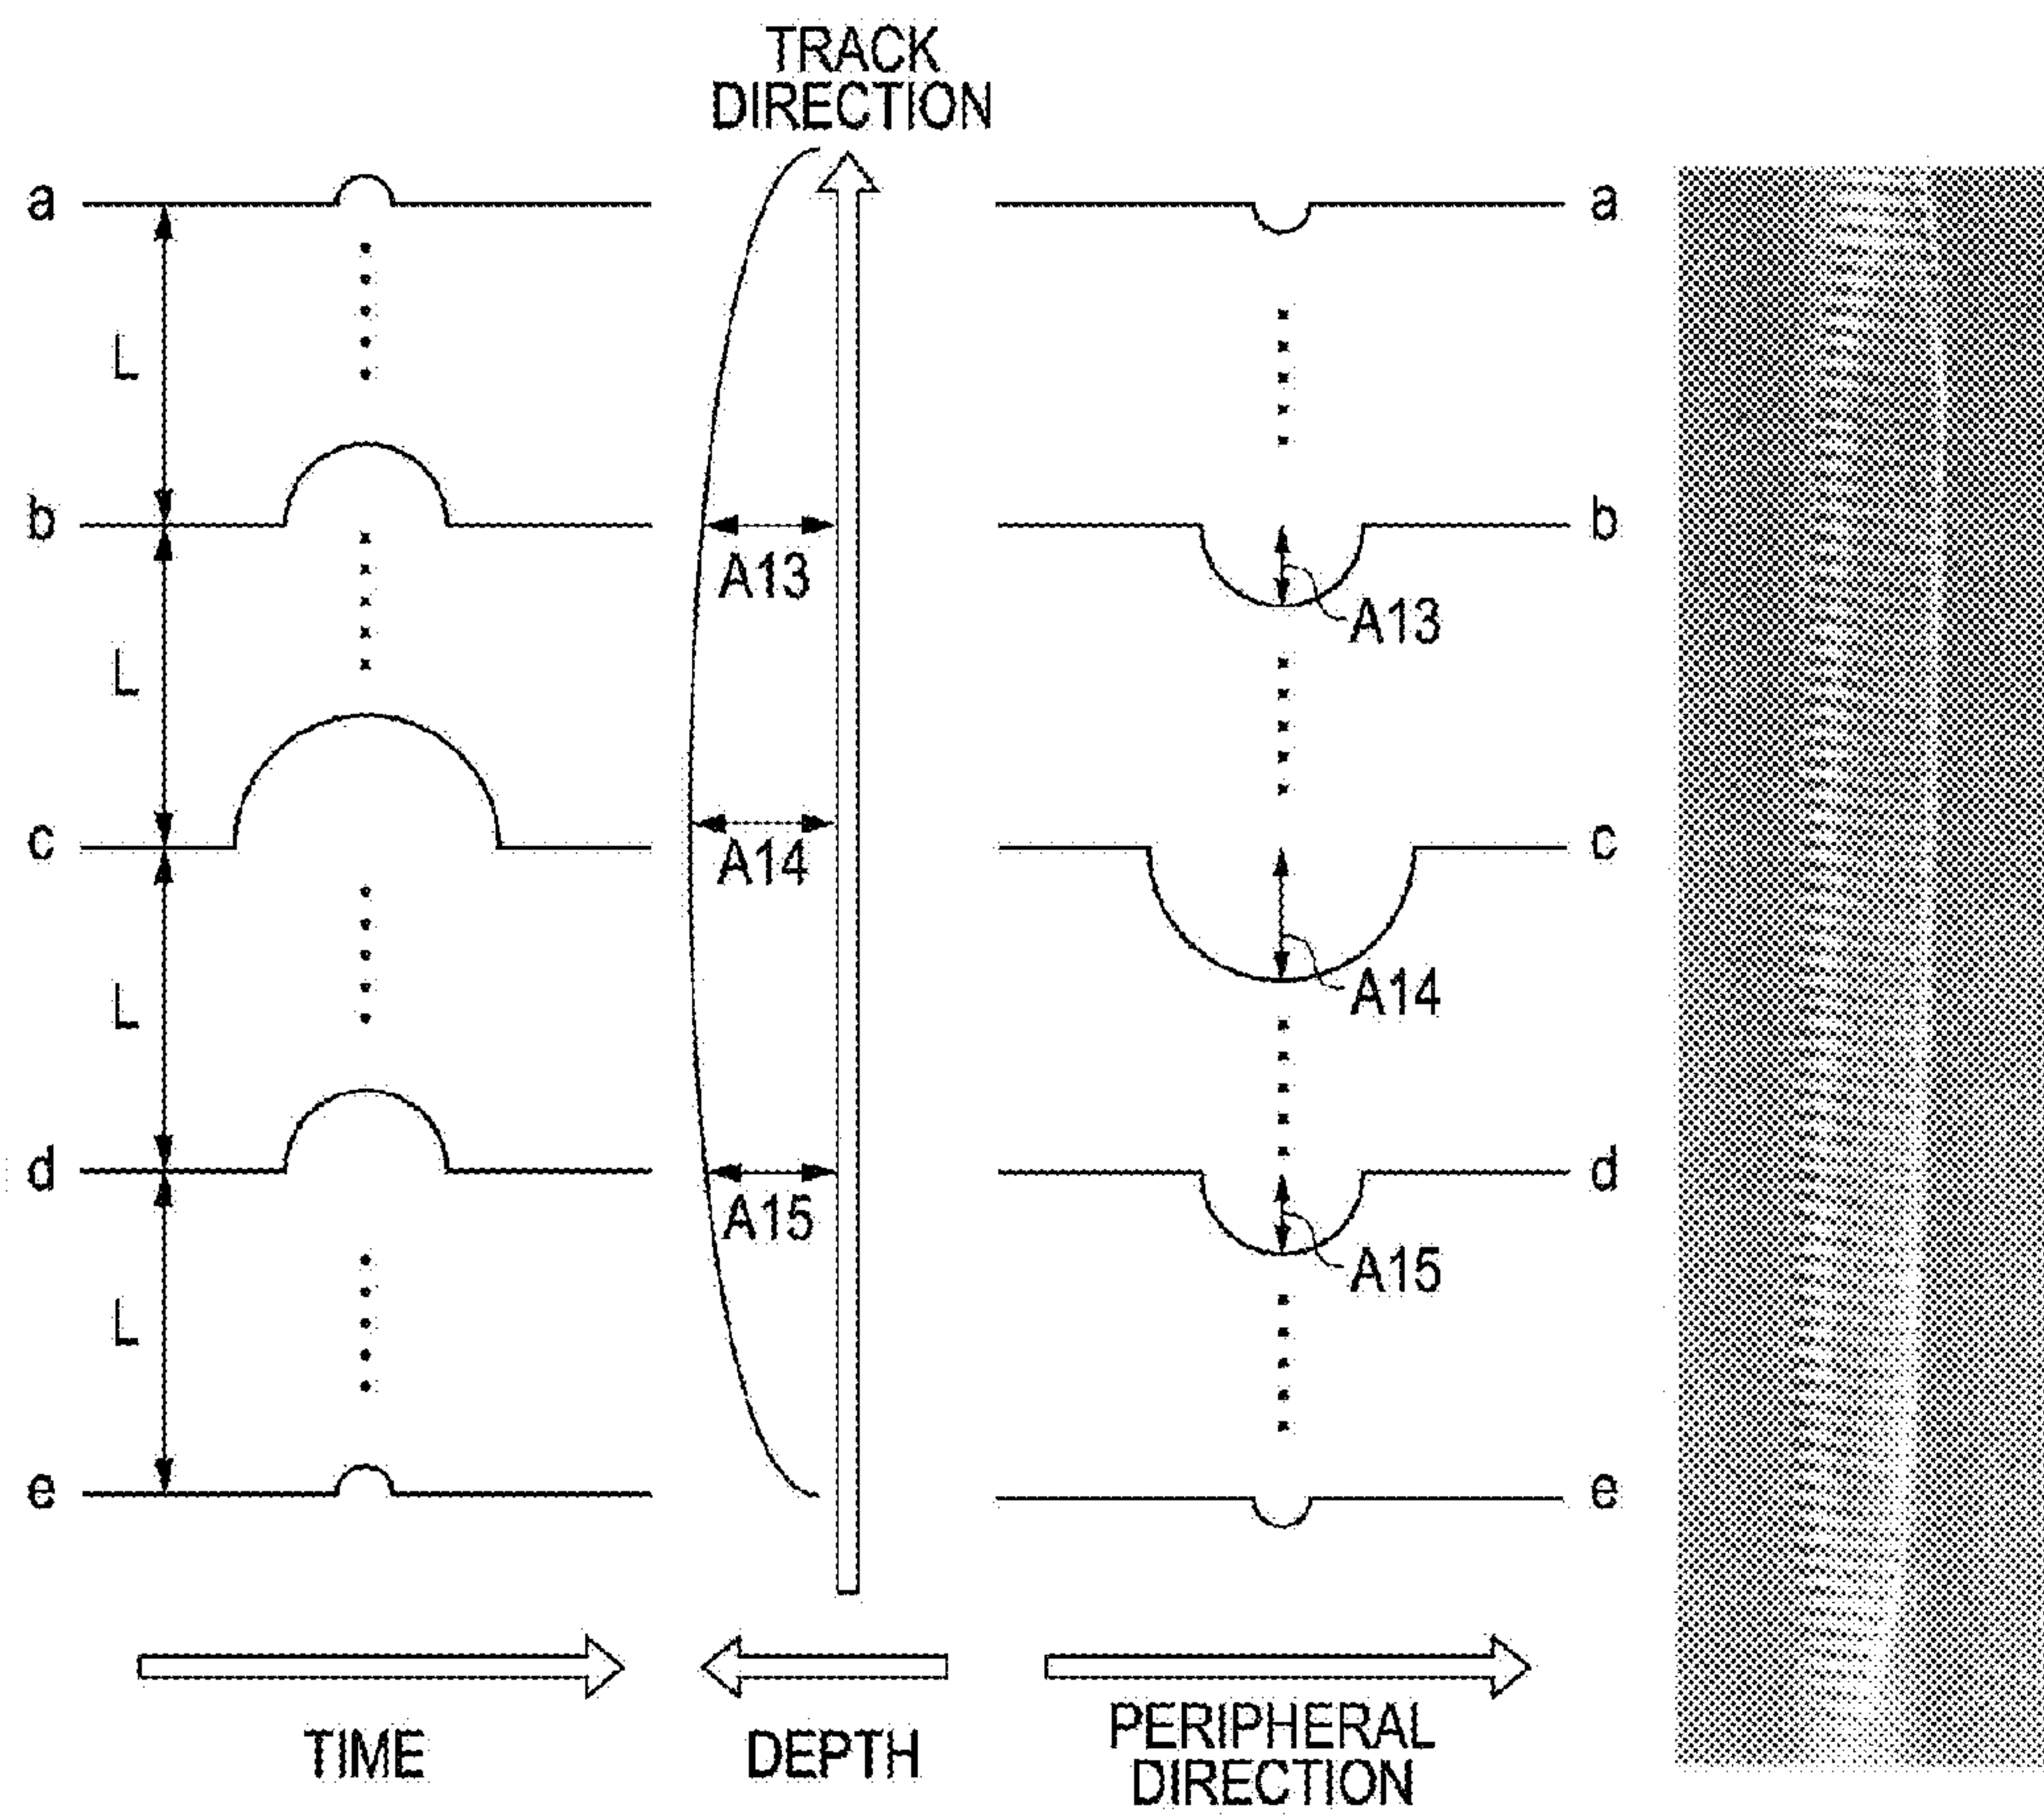 TRACK
DIRECTION
a
a
L
b
b
A13
A13
L
c
c
A14
A14
L
d
d
A15
A15
L
e
e
TIME
DEPTH
PERIPHERAL
DIRECTION